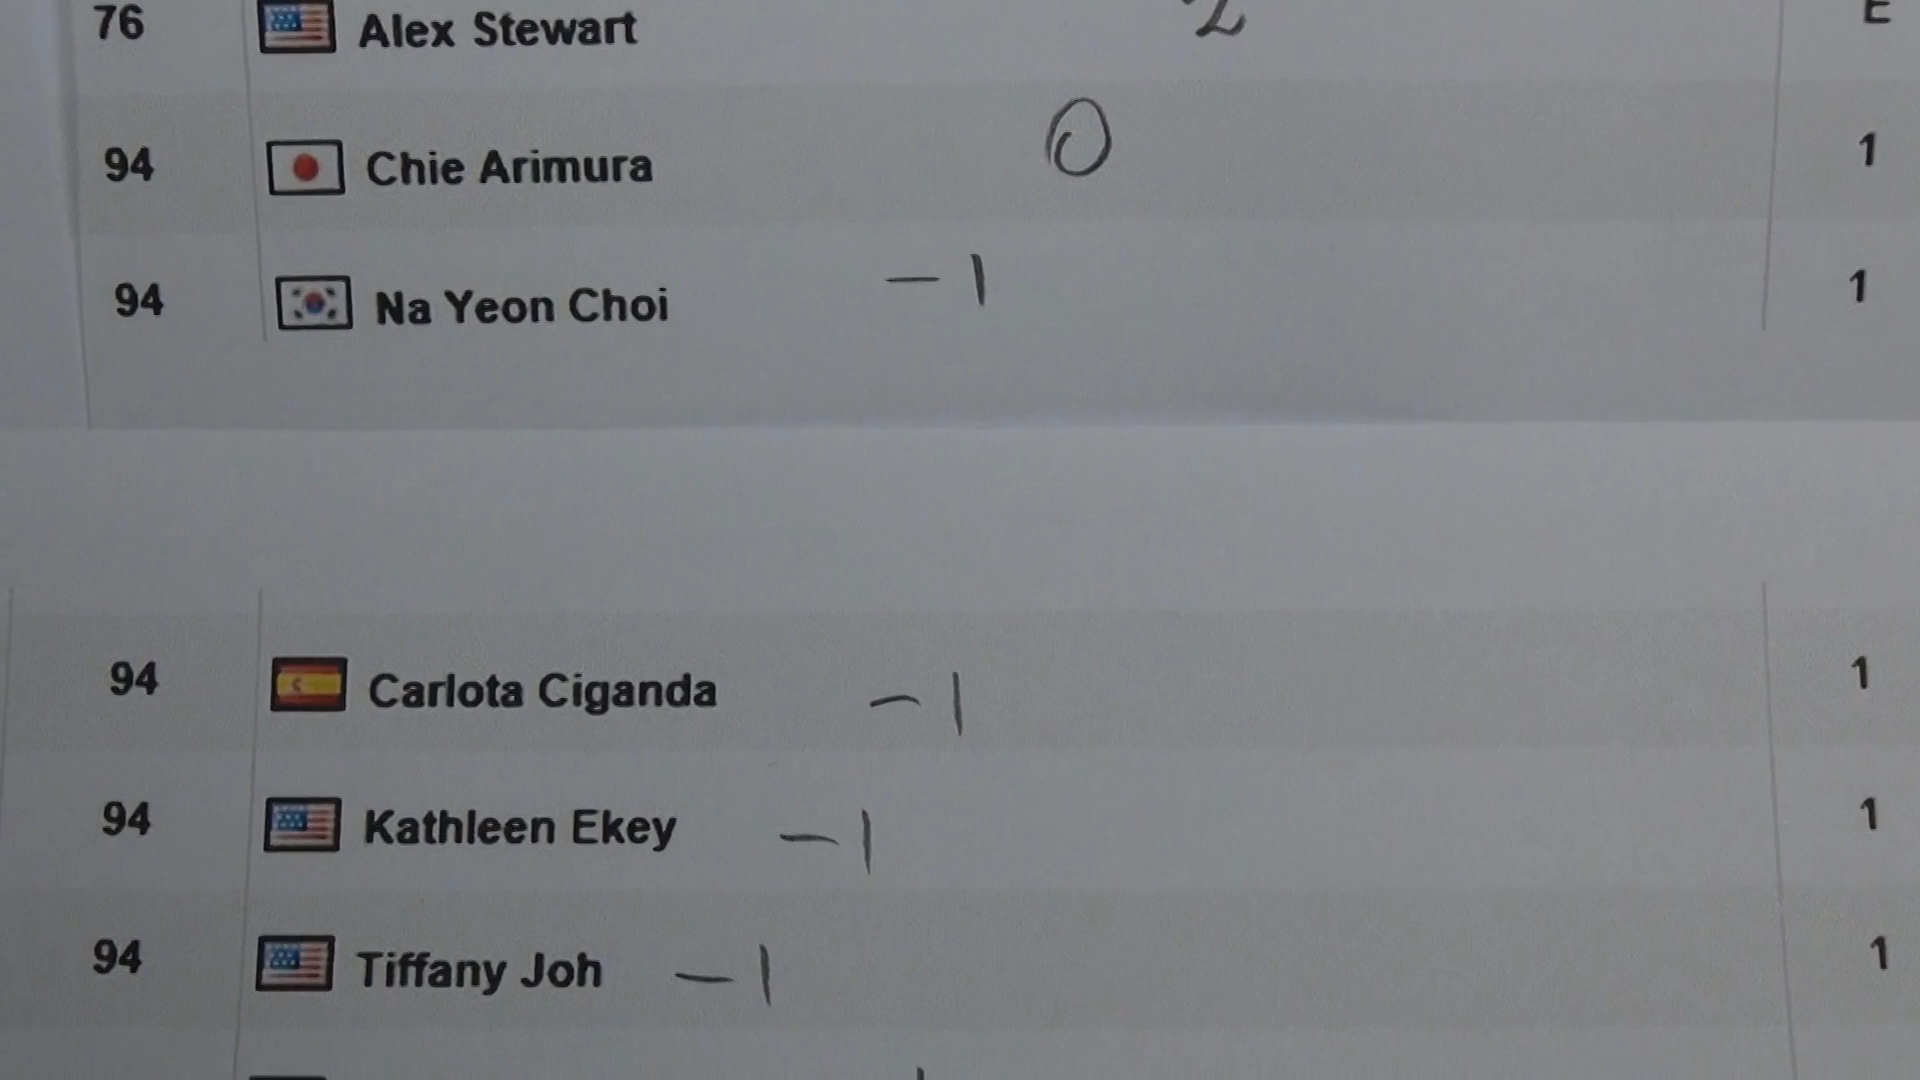 76 Alex Stewart 2 E
94 Chie Arimura 0 1
94 Na Yeon Choi -1 1
94 Carlota Ciganda -1 1
94 Kathleen Ekey -1 1
94 Tiffany Joh -1 1